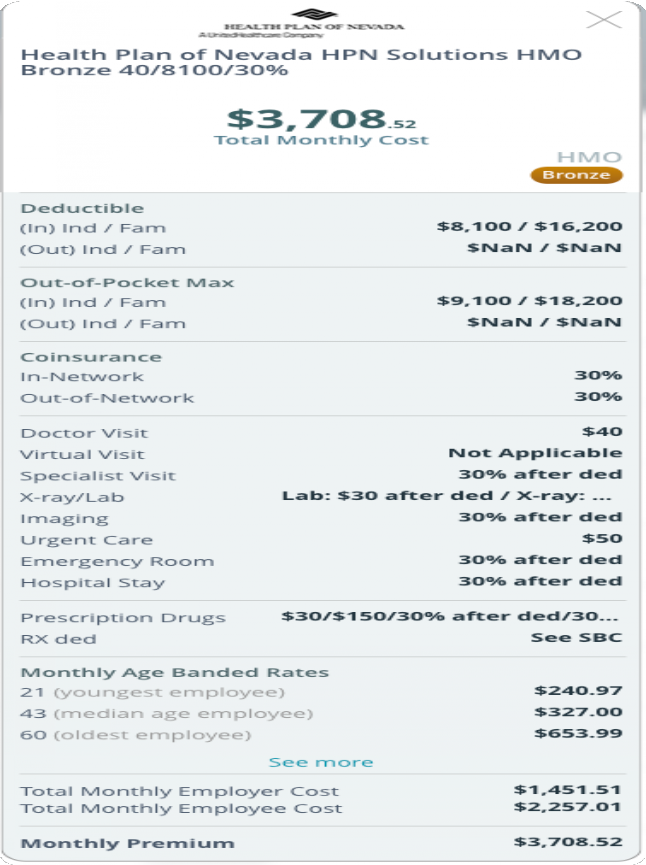 HEALTH PLAN OF NEVADA
A UnitedHealthcare Company
Health Plan of Nevada HPN Solutions HMO
Bronze 40/8100/30%
$3,708.52
Total Monthly Cost
HMO
Bronze
Deductible
(In) Ind / Fam $8,100 / $16,200
(Out) Ind / Fam $NaN / $NaN
Out-of-Pocket Max
(In) Ind / Fam $9,100 / $18,200
(Out) Ind / Fam $NaN / $NaN
Coinsurance
In-Network 30%
Out-of-Network 30%
Doctor Visit $40
Virtual Visit Not Applicable
Specialist Visit 30% after ded
X-ray/Lab Lab: $30 after ded / X-ray: ...
Imaging 30% after ded
Urgent Care $50
Emergency Room 30% after ded
Hospital Stay 30% after ded
Prescription Drugs $30/$150/30% after ded/30...
RX ded See SBC
Monthly Age Banded Rates
21 (youngest employee) $240.97
43 (median age employee) $327.00
60 (oldest employee) $653.99
See more
Total Monthly Employer Cost $1,451.51
Total Monthly Employee Cost $2,257.01
Monthly Premium $3,708.52